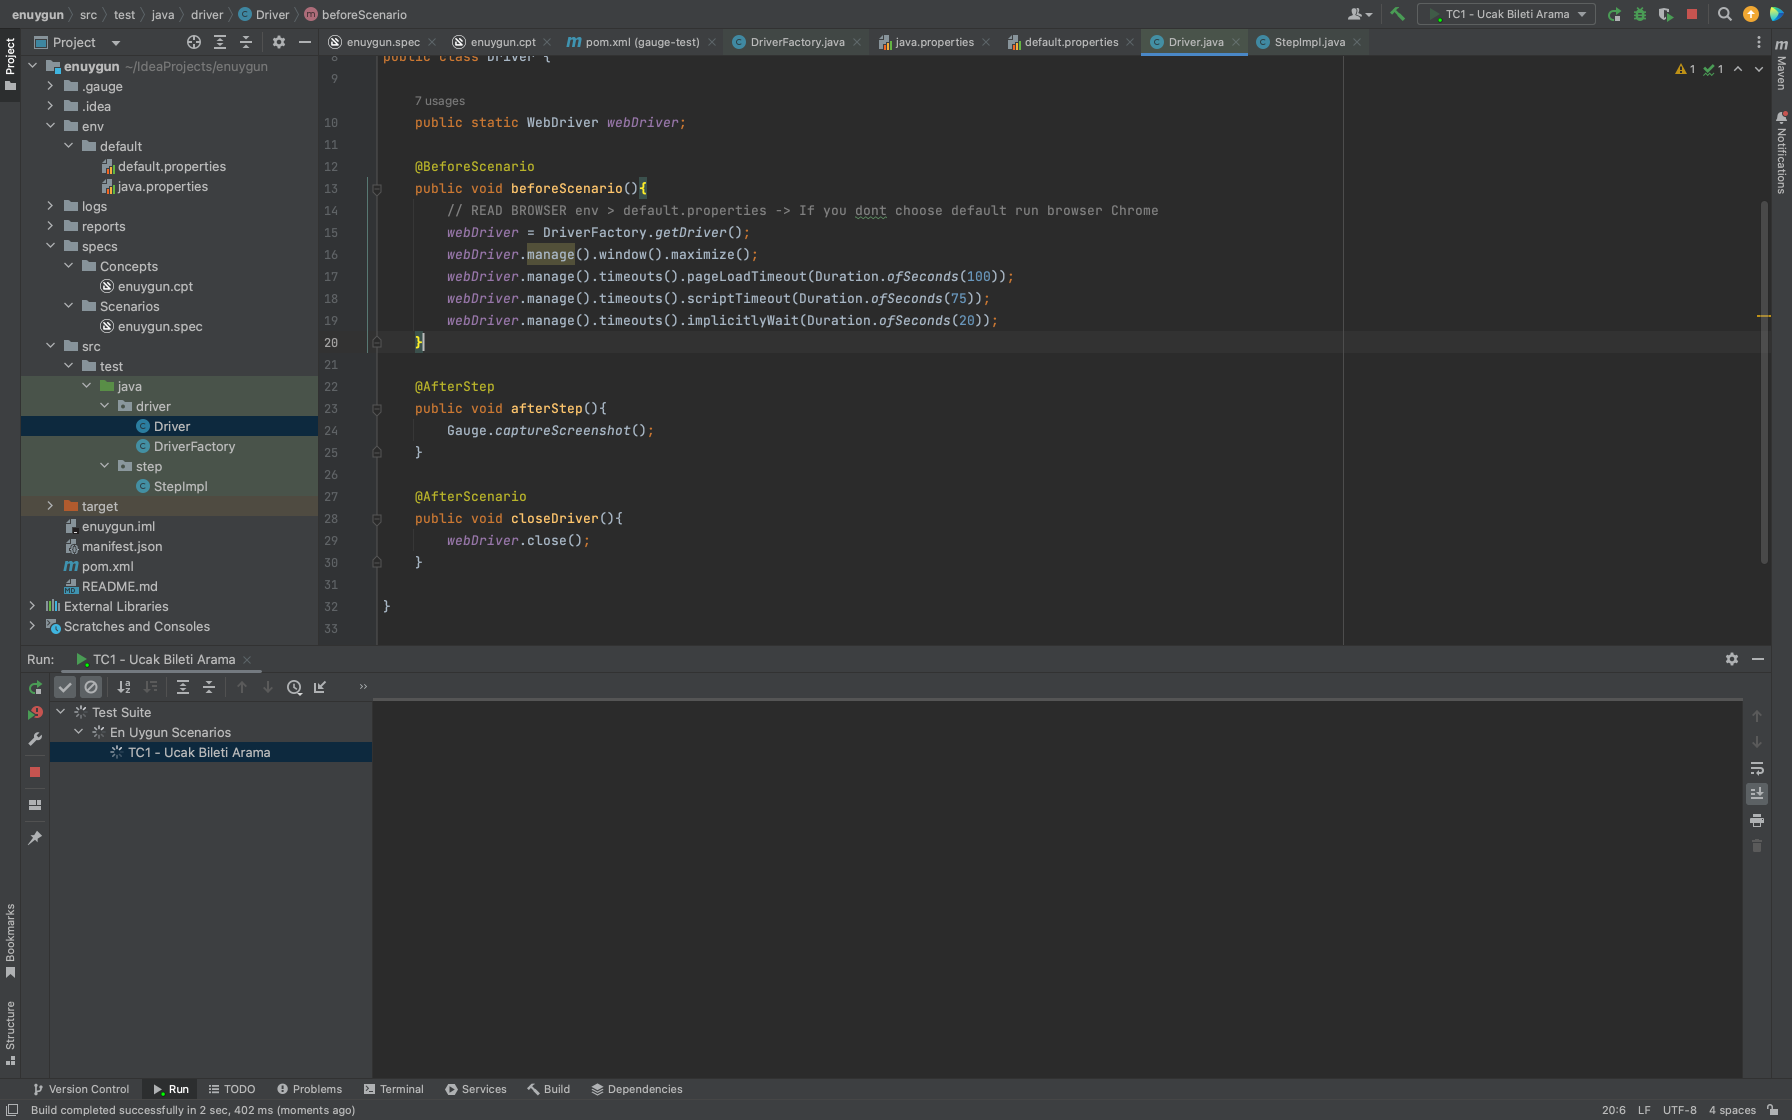 enuygun src test java driver Driver beforeScenario
TC1 - Ucak Bileti Arama
Project
enuygun.spec enuygun.cpt pom.xml (gauge-test) DriverFactory.java java.properties default.properties Driver.java StepImpl.java
Project
enuygun ~/IdeaProjects/enuygun
.gauge
.idea
env
default
default.properties
java.properties
logs
reports
specs
Concepts
enuygun.cpt
Scenarios
enuygun.spec
src
test
java
driver
Driver
DriverFactory
step
StepImpl
target
enuygun.iml
manifest.json
pom.xml
README.md
External Libraries
Scratches and Consoles
1 1
8 public class Driver {
9
7 usages
10 public static WebDriver webDriver;
11
12 @BeforeScenario
13 public void beforeScenario(){
14 // READ BROWSER env > default.properties -> If you dont choose default run browser Chrome
15 webDriver = DriverFactory.getDriver();
16 webDriver.manage().window().maximize();
17 webDriver.manage().timeouts().pageLoadTimeout(Duration.ofSeconds(100));
18 webDriver.manage().timeouts().scriptTimeout(Duration.ofSeconds(75));
19 webDriver.manage().timeouts().implicitlyWait(Duration.ofSeconds(20));
20 }
21
22 @AfterStep
23 public void afterStep(){
24 Gauge.captureScreenshot();
25 }
26
27 @AfterScenario
28 public void closeDriver(){
29 webDriver.close();
30 }
31
32 }
33
Maven
Notifications
Run: TC1 - Ucak Bileti Arama
Test Suite
En Uygun Scenarios
TC1 - Ucak Bileti Arama
Bookmarks
Structure
Version Control Run TODO Problems Terminal Services Build Dependencies
Build completed successfully in 2 sec, 402 ms (moments ago) 20:6 LF UTF-8 4 spaces